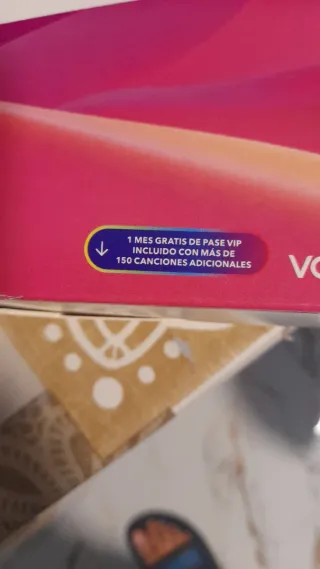 1 MES GRATIS DE PASE VIP
INCLUIDO CON MÁS DE
150 CANCIONES ADICIONALES